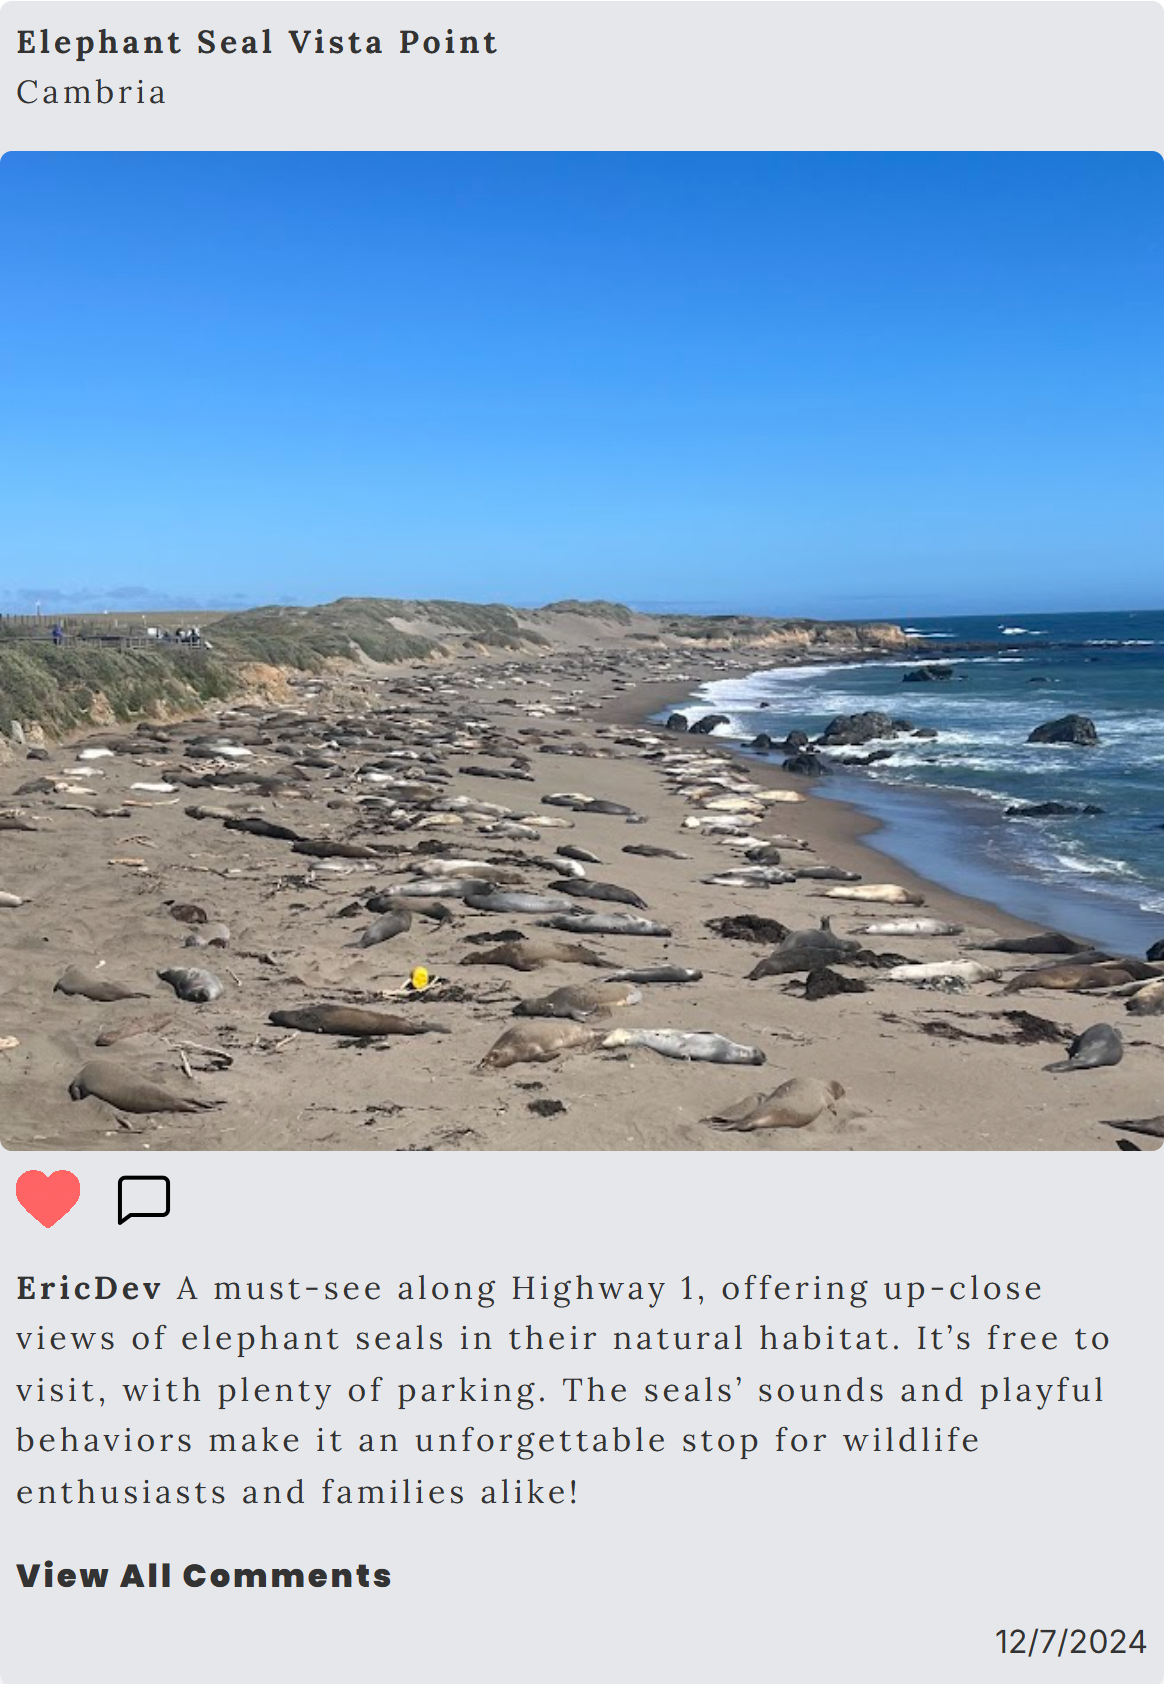 Elephant Seal Vista Point
Cambria
EricDev A must-see along Highway 1, offering up-close
views of elephant seals in their natural habitat. It’s free to
visit, with plenty of parking. The seals’ sounds and playful
behaviors make it an unforgettable stop for wildlife
enthusiasts and families alike!
View All Comments
12/7/2024